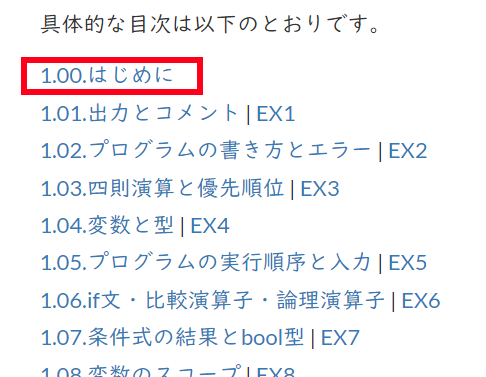 具体的な目次は以下のとおりです。
1.00.はじめに
1.01.出力とコメント | EX1
1.02.プログラムの書き方とエラー | EX2
1.03.四則演算と優先順位 | EX3
1.04.変数と型 | EX4
1.05.プログラムの実行順序と入力 | EX5
1.06.if文・比較演算子・論理演算子 | EX6
1.07.条件式の結果とbool型 | EX7
1.08.変数のスコープ | EX8